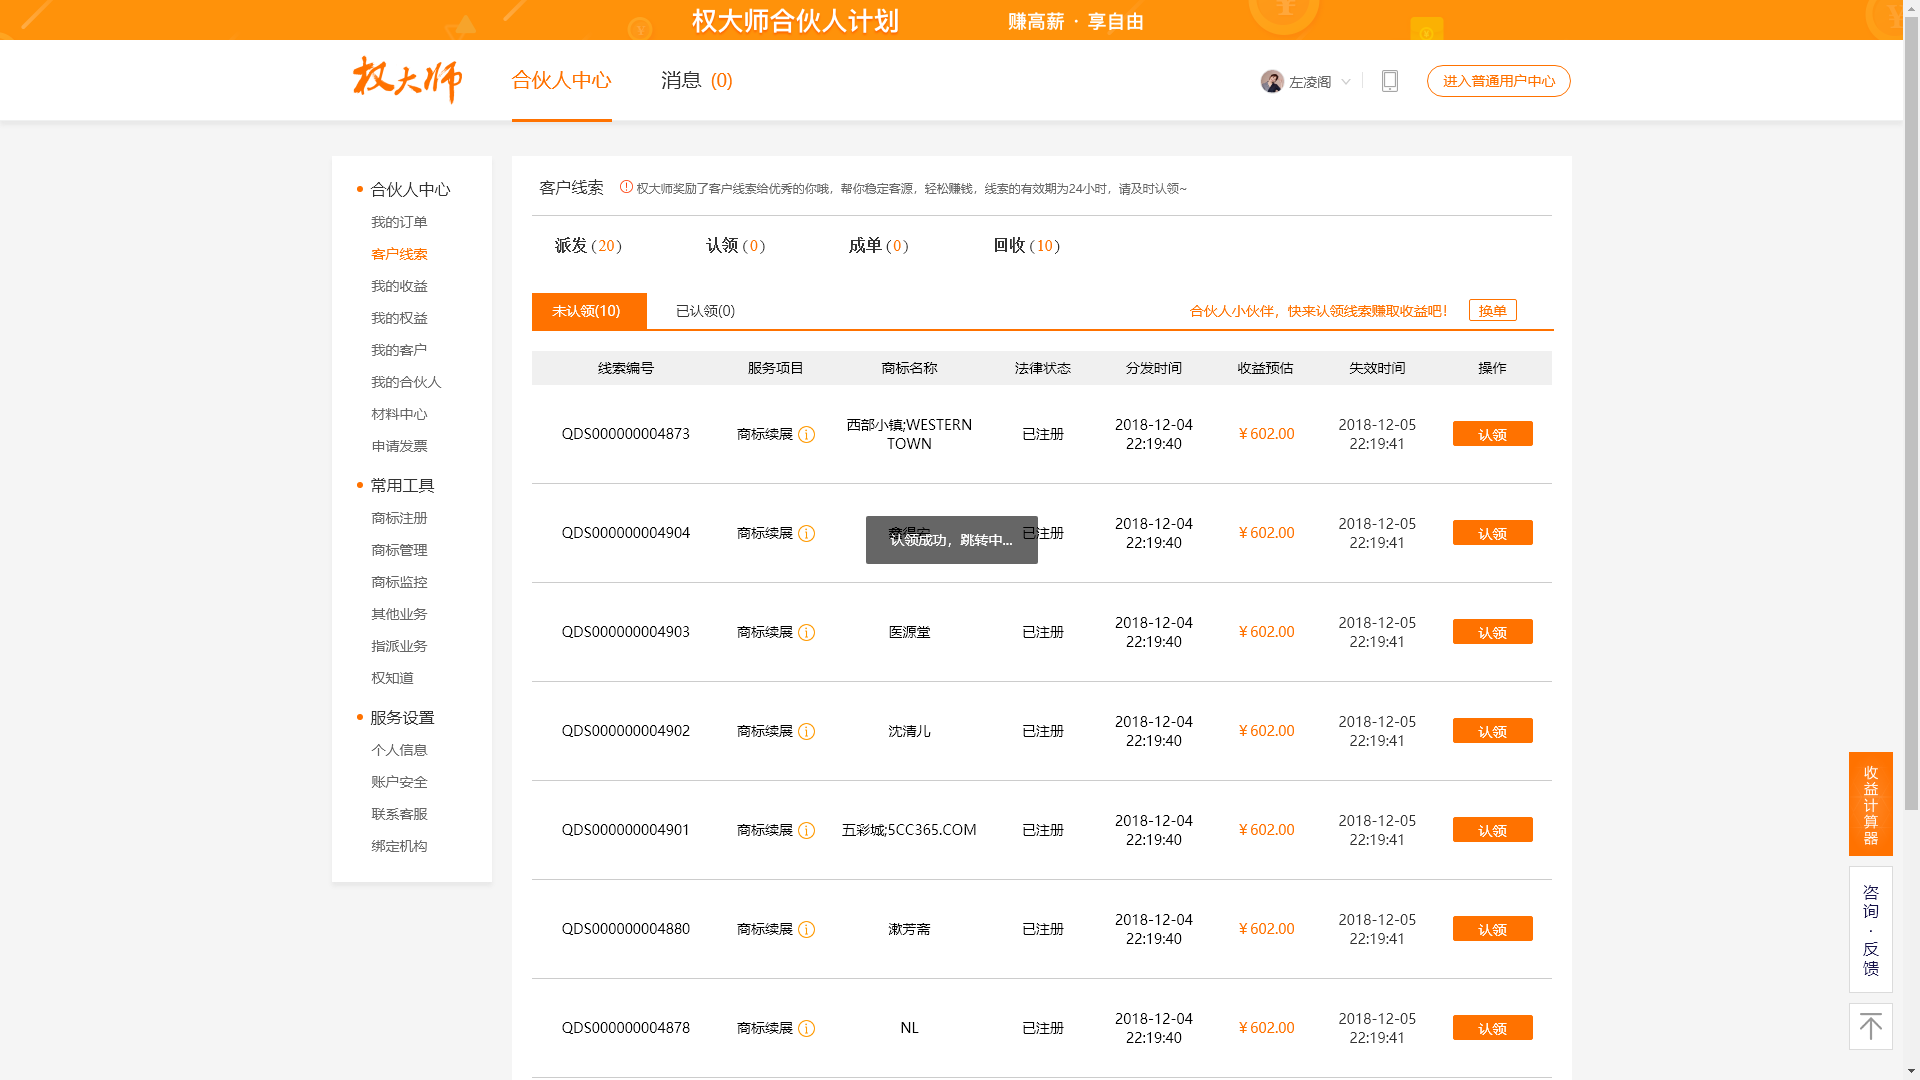 权大师合伙人计划 赚高薪 · 享自由
权大师 合伙人中心 消息 (0) 左凌阁 进入普通用户中心
合伙人中心
我的订单
客户线索
我的收益
我的权益
我的客户
我的合伙人
材料中心
申请发票
常用工具
商标注册
商标管理
商标监控
其他业务
指派业务
权知道
服务设置
个人信息
账户安全
联系客服
绑定机构
客户线索 权大师奖励了客户线索给优秀的你哦，帮你稳定客源，轻松赚钱，线索的有效期为24小时，请及时认领~
派发 (20) 认领 (0) 成单 (0) 回收 (10)
未认领(10) 已认领(0) 合伙人小伙伴，快来认领线索赚取收益吧！ 换单
线索编号 服务项目 商标名称 法律状态 分发时间 收益预估 失效时间 操作
QDS000000004873 商标续展 西部小镇;WESTERN TOWN 已注册 2018-12-04 22:19:40 ￥602.00 2018-12-05 22:19:41 认领
QDS000000004904 商标续展 已注册 2018-12-04 22:19:40 ￥602.00 2018-12-05 22:19:41 认领
认领成功，跳转中...
QDS000000004903 商标续展 医源堂 已注册 2018-12-04 22:19:40 ￥602.00 2018-12-05 22:19:41 认领
QDS000000004902 商标续展 沈清儿 已注册 2018-12-04 22:19:40 ￥602.00 2018-12-05 22:19:41 认领
QDS000000004901 商标续展 五彩城;5CC365.COM 已注册 2018-12-04 22:19:40 ￥602.00 2018-12-05 22:19:41 认领
QDS000000004880 商标续展 漱芳斋 已注册 2018-12-04 22:19:40 ￥602.00 2018-12-05 22:19:41 认领
QDS000000004878 商标续展 NL 已注册 2018-12-04 22:19:40 ￥602.00 2018-12-05 22:19:41 认领
收益计算器
咨询·反馈